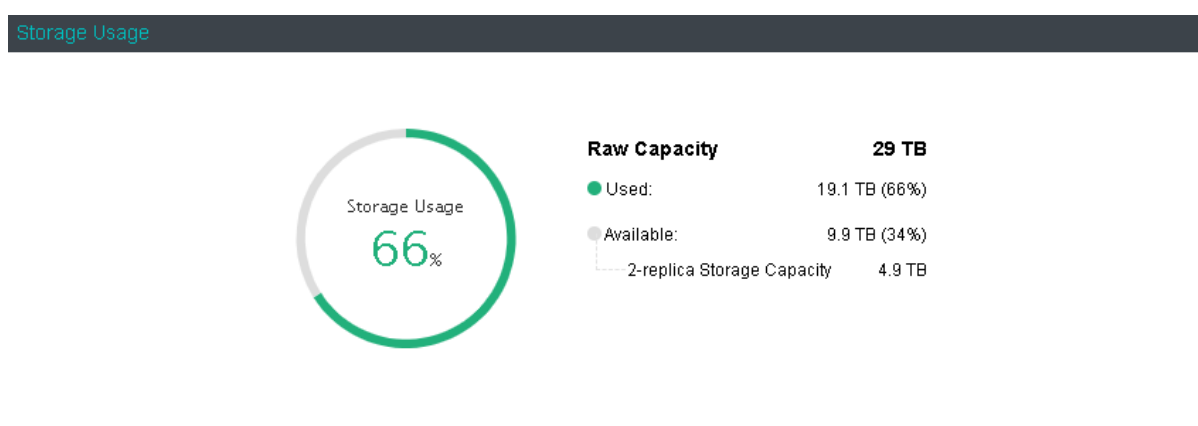 Storage Usage
Storage Usage
66%
Raw Capacity 29 TB
Used: 19.1 TB (66%)
Available: 9.9 TB (34%)
2-replica Storage Capacity 4.9 TB